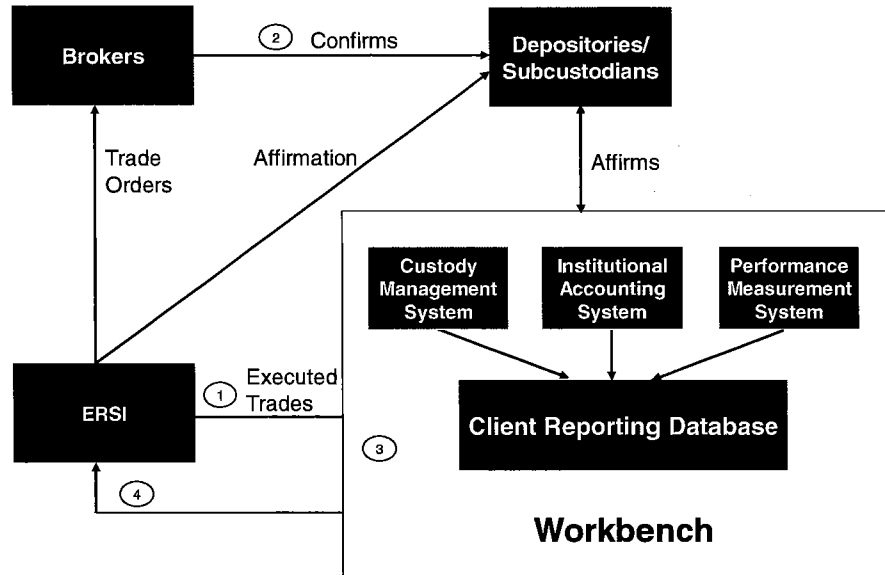 2 Confirms
Brokers
Depositories/
Subcustodians
Trade
Orders
Affirmation
Affirms
Custody
Management
System
Institutional
Accounting
System
Performance
Measurement
System
ERSI
1
Executed
Trades
Client Reporting Database
3
4
Workbench